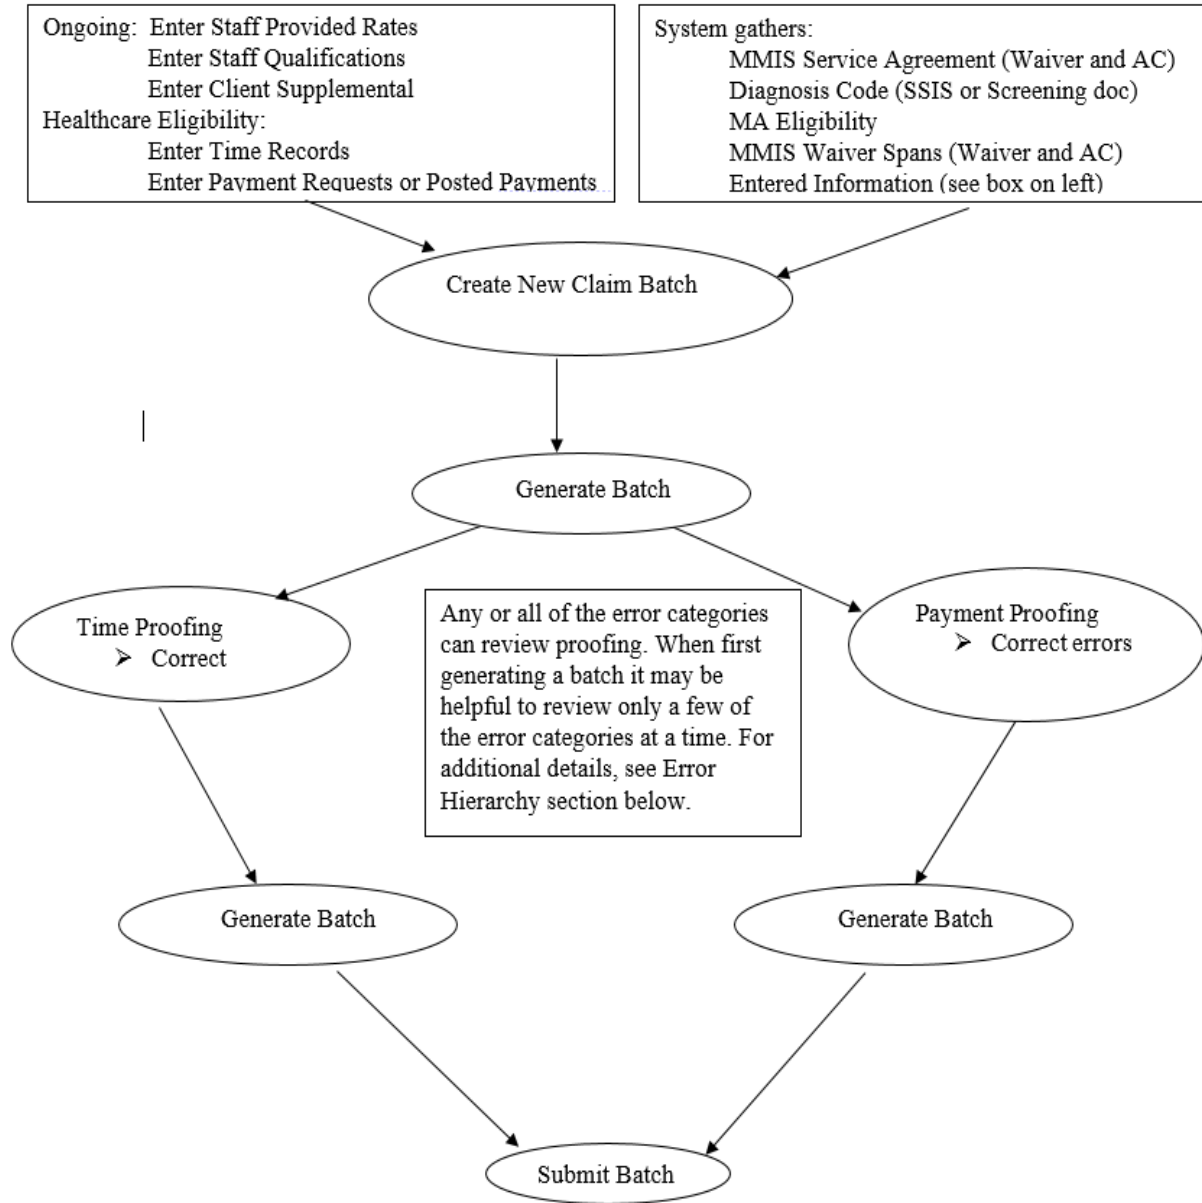 Ongoing: Enter Staff Provided Rates
Enter Staff Qualifications
Enter Client Supplemental
Healthcare Eligibility:
Enter Time Records
Enter Payment Requests or Posted Payments
System gathers:
MMIS Service Agreement (Waiver and AC)
Diagnosis Code (SSIS or Screening doc)
MA Eligibility
MMIS Waiver Spans (Waiver and AC)
Entered Information (see box on left)
Create New Claim Batch
Generate Batch
Time Proofing
➢ Correct
Any or all of the error categories
can review proofing. When first
generating a batch it may be
helpful to review only a few of
the error categories at a time. For
additional details, see Error
Hierarchy section below.
Payment Proofing
➢ Correct errors
Generate Batch
Generate Batch
Submit Batch